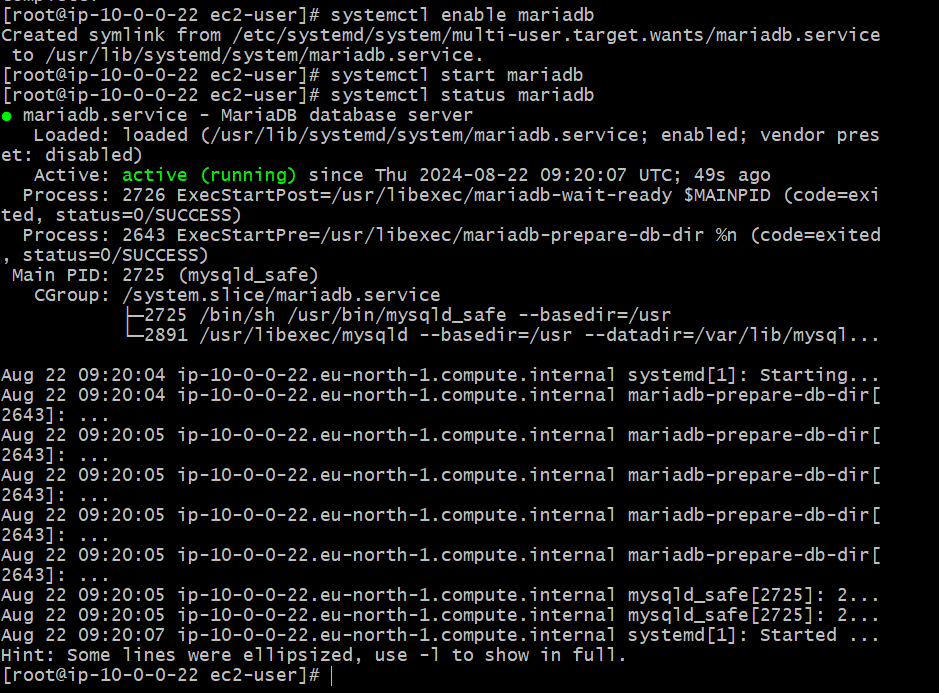 [root@ip-10-0-0-22 ec2-user]# systemctl enable mariadb
Created symlink from /etc/systemd/system/multi-user.target.wants/mariadb.service
 to /usr/lib/systemd/system/mariadb.service.
[root@ip-10-0-0-22 ec2-user]# systemctl start mariadb
[root@ip-10-0-0-22 ec2-user]# systemctl status mariadb
● mariadb.service - MariaDB database server
   Loaded: loaded (/usr/lib/systemd/system/mariadb.service; enabled; vendor pres
et: disabled)
   Active: active (running) since Thu 2024-08-22 09:20:07 UTC; 49s ago
  Process: 2726 ExecStartPost=/usr/libexec/mariadb-wait-ready $MAINPID (code=exi
ted, status=0/SUCCESS)
  Process: 2643 ExecStartPre=/usr/libexec/mariadb-prepare-db-dir %n (code=exited
, status=0/SUCCESS)
 Main PID: 2725 (mysqld_safe)
   CGroup: /system.slice/mariadb.service
           ├─2725 /bin/sh /usr/bin/mysqld_safe --basedir=/usr
           └─2891 /usr/libexec/mysqld --basedir=/usr --datadir=/var/lib/mysql...

Aug 22 09:20:04 ip-10-0-0-22.eu-north-1.compute.internal systemd[1]: Starting...
Aug 22 09:20:04 ip-10-0-0-22.eu-north-1.compute.internal mariadb-prepare-db-dir[
2643]: ...
Aug 22 09:20:05 ip-10-0-0-22.eu-north-1.compute.internal mariadb-prepare-db-dir[
2643]: ...
Aug 22 09:20:05 ip-10-0-0-22.eu-north-1.compute.internal mariadb-prepare-db-dir[
2643]: ...
Aug 22 09:20:05 ip-10-0-0-22.eu-north-1.compute.internal mariadb-prepare-db-dir[
2643]: ...
Aug 22 09:20:05 ip-10-0-0-22.eu-north-1.compute.internal mariadb-prepare-db-dir[
2643]: ...
Aug 22 09:20:05 ip-10-0-0-22.eu-north-1.compute.internal mysqld_safe[2725]: 2...
Aug 22 09:20:05 ip-10-0-0-22.eu-north-1.compute.internal mysqld_safe[2725]: 2...
Aug 22 09:20:07 ip-10-0-0-22.eu-north-1.compute.internal systemd[1]: Started ...
Hint: Some lines were ellipsized, use -l to show in full.
[root@ip-10-0-0-22 ec2-user]#